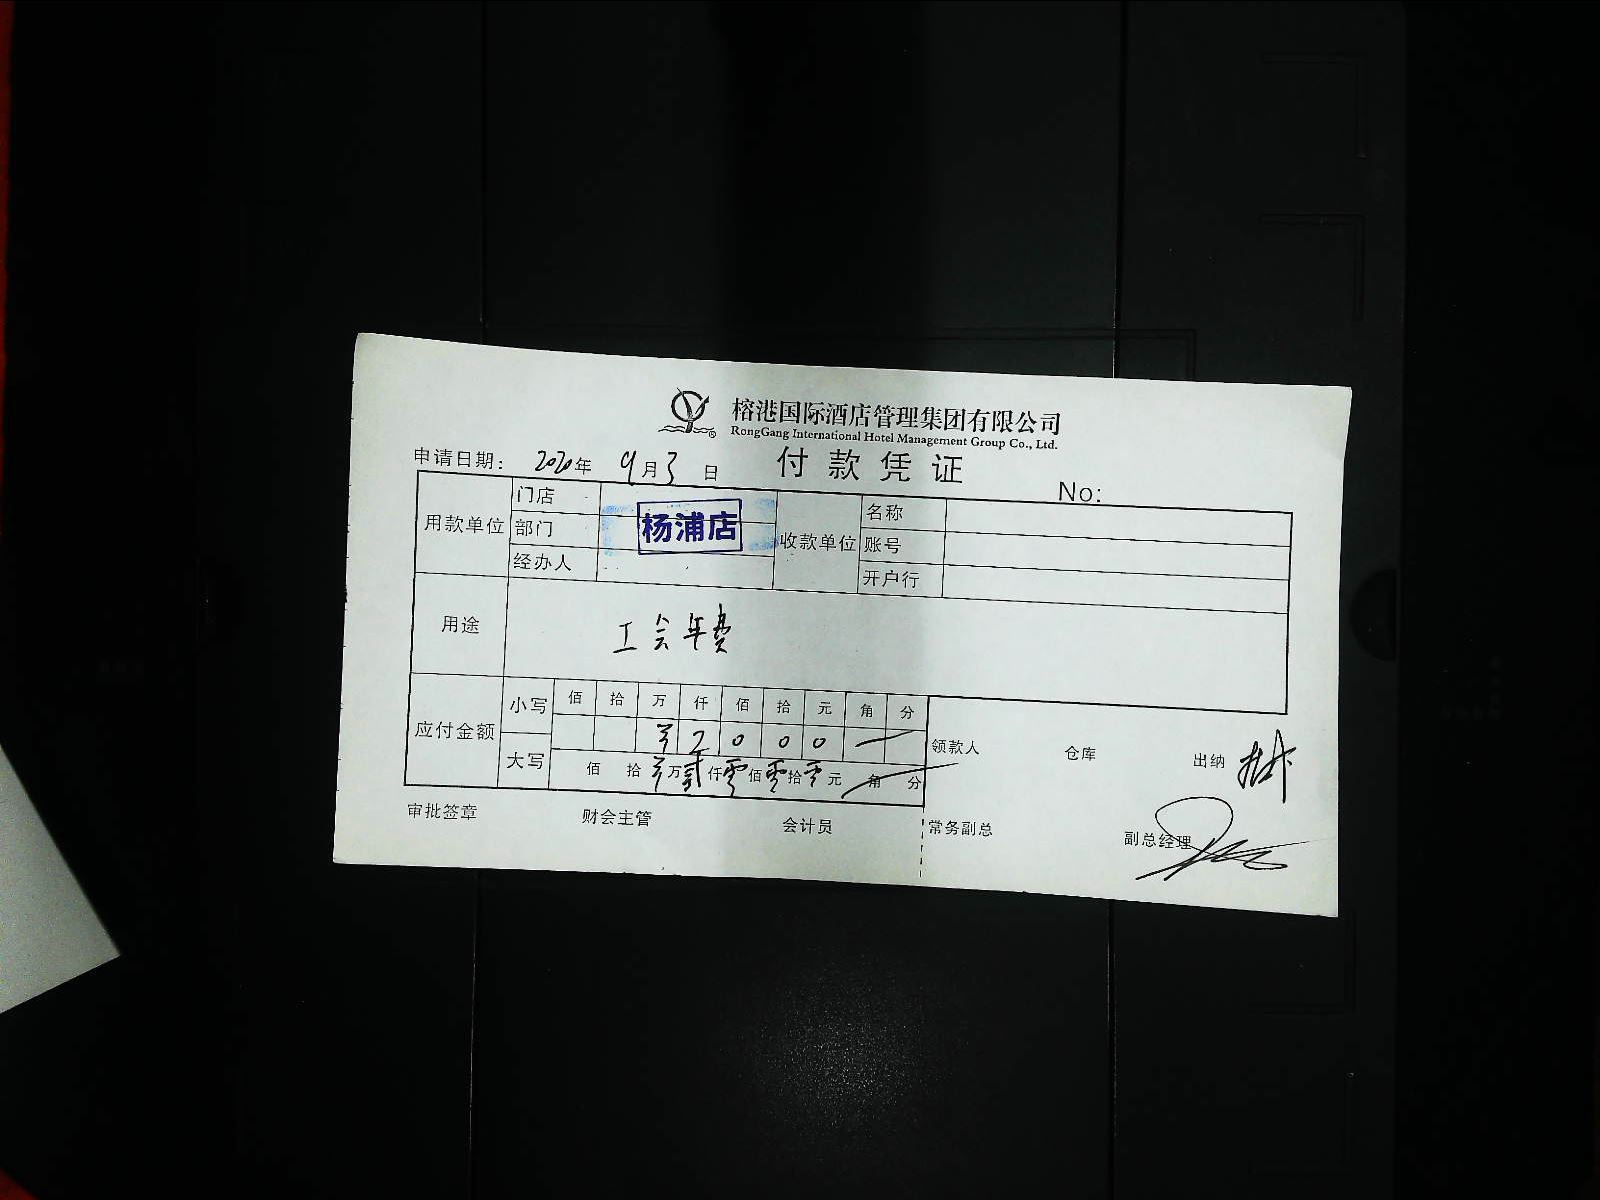 榕港国际酒店管理集团有限公司
RongGang International Hotel Management Group Co., Ltd.
申请日期： 2020年 9月3日 付款凭证 No:
用款单位 门店 部门 经办人 杨浦店 收款单位 名称 账号 开户行
用途 工会年费
应付金额 小写 佰 拾 万 仟 佰 拾 元 角 分
2 0 0 0
大写 佰 拾 万 贰仟 零佰 零拾 零元 角 分
领款人 仓库 出纳
审批签章 财会主管 会计员 常务副总 副总经理